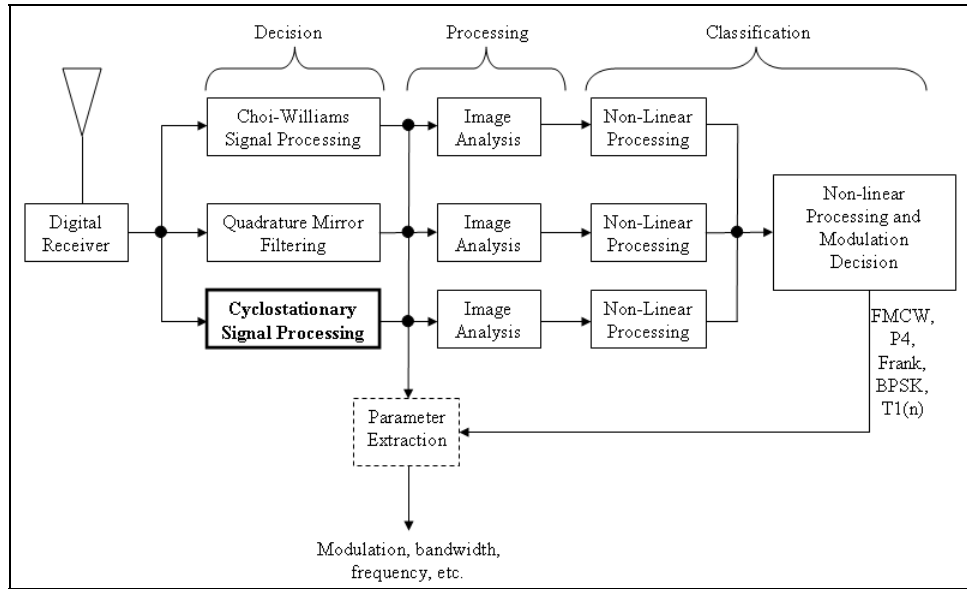 Decision
Processing
Classification
Choi-Williams
Signal Processing
Image
Analysis
Non-Linear
Processing
Digital
Receiver
Quadrature Mirror
Filtering
Image
Analysis
Non-Linear
Processing
Non-linear
Processing and
Modulation
Decision
Cyclostationary
Signal Processing
Image
Analysis
Non-Linear
Processing
FMCW,
P4,
Frank,
BPSK,
T1(n)
Parameter
Extraction
Modulation, bandwidth,
frequency, etc.